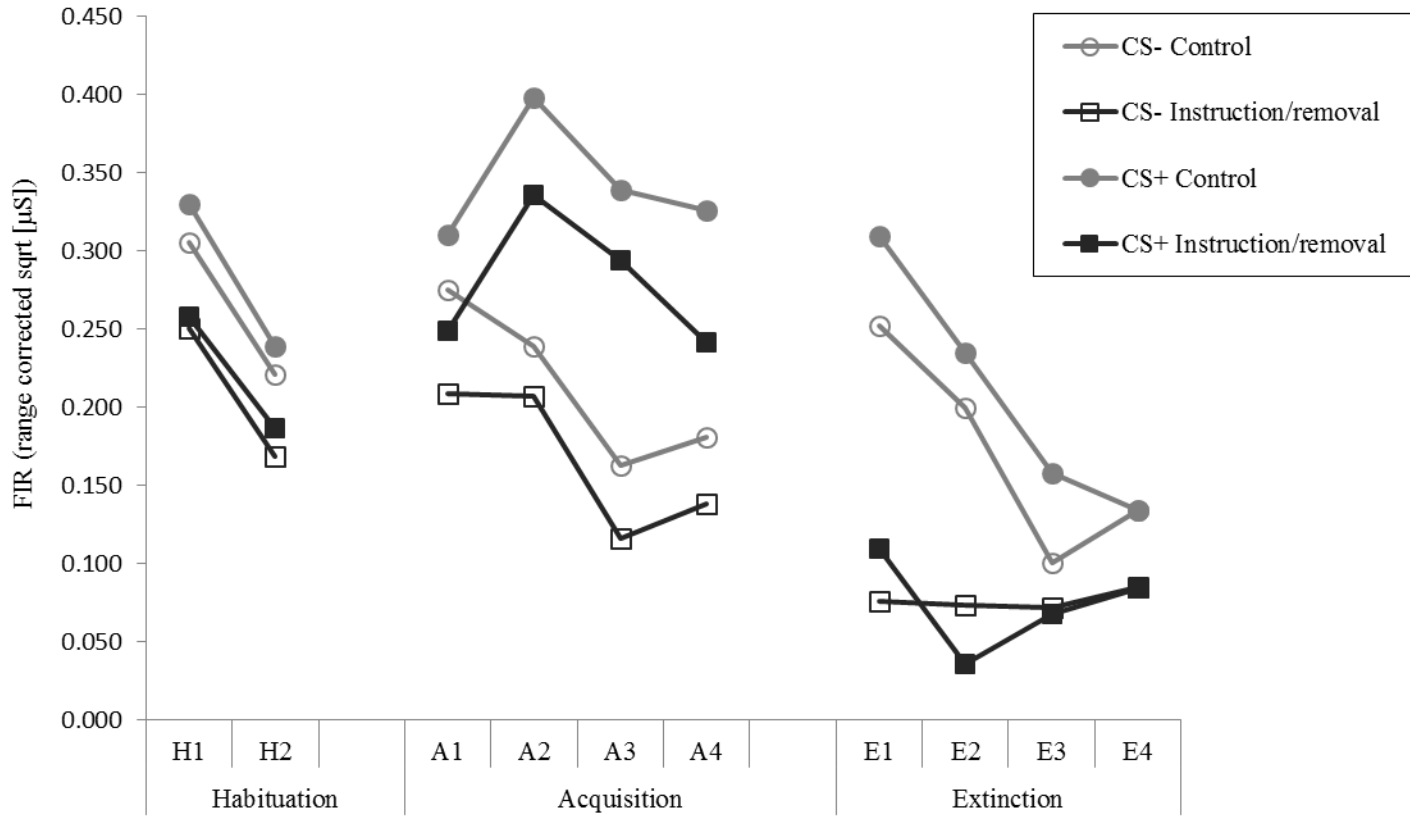 0.450
0.400
0.350
0.300
0.250
0.200
0.150
0.100
0.050
0.000
FIR (range corrected sqrt [µS])
CS- Control
CS- Instruction/removal
CS+ Control
CS+ Instruction/removal
H1 H2 A1 A2 A3 A4 E1 E2 E3 E4
Habituation Acquisition Extinction